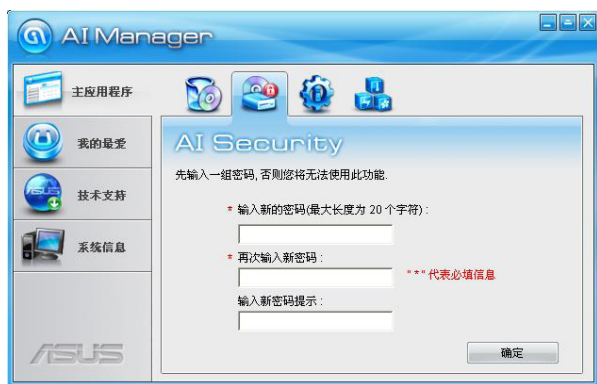 AI Manager
主应用程序
我的最爱
技术支持
系统信息
ASUS
AI Security
先输入一组密码,否则您将无法使用此功能.
* 输入新的密码(最大长度为 20 个字符) :
* 再次输入新密码 :
"*"代表必填信息
输入新密码提示 :
确定
/SUS